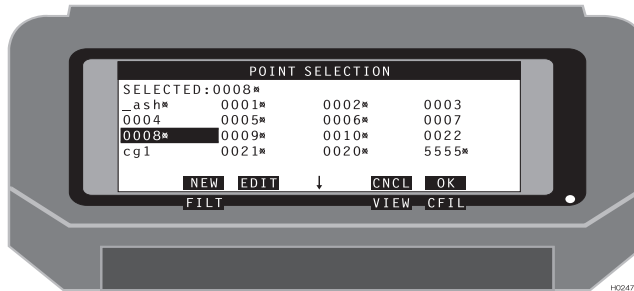 POINT SELECTION
SELECTED:0008¤
_ash¤ 0001¤ 0002¤ 0003
0004 0005¤ 0006¤ 0007
0008¤ 0009¤ 0010¤ 0022
cg1 0021¤ 0020¤ 5555¤
NEW EDIT ↓ CNCL OK
FILT VIEW CFIL
H0247